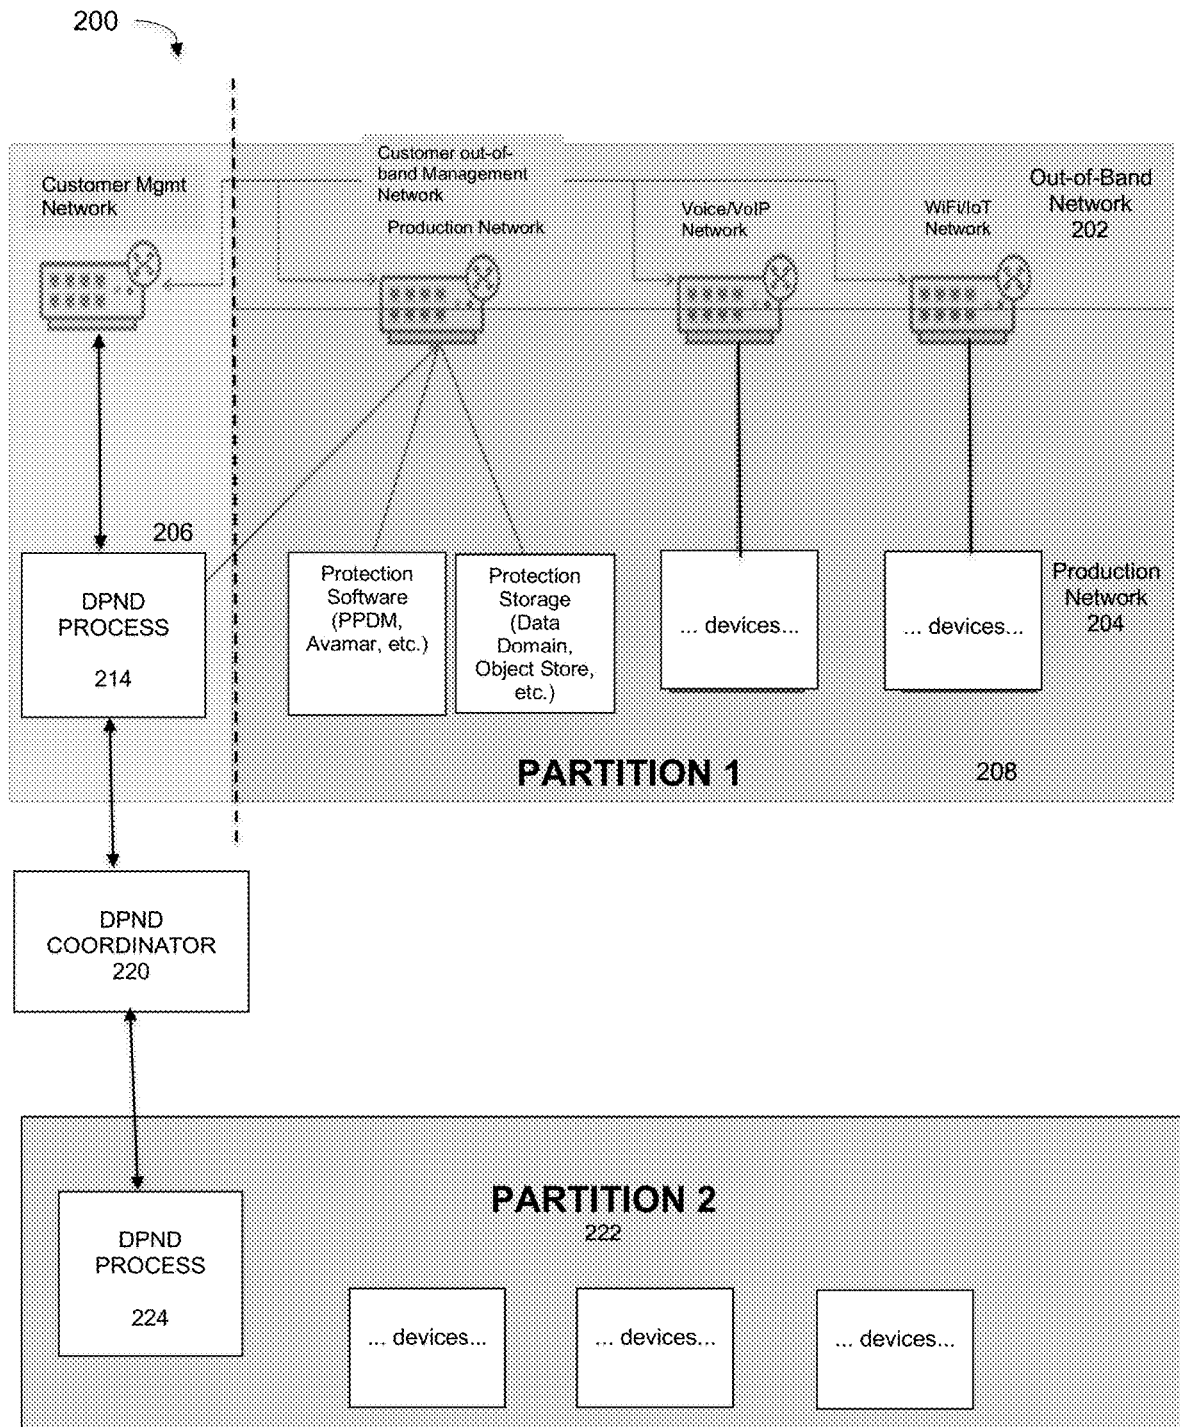 200
Customer Mgmt
Network
Customer out-of-
band Management
Network
Production Network
Voice/VoIP
Network
WiFi/IoT
Network
Out-of-Band
Network
202
206
DPND
PROCESS
214
Protection
Software
(PPDM,
Avamar, etc.)
Protection
Storage
(Data
Domain,
Object Store,
etc.)
... devices...
... devices...
Production
Network
204
PARTITION 1
208
DPND
COORDINATOR
220
PARTITION 2
222
DPND
PROCESS
224
... devices...
... devices...
... devices...